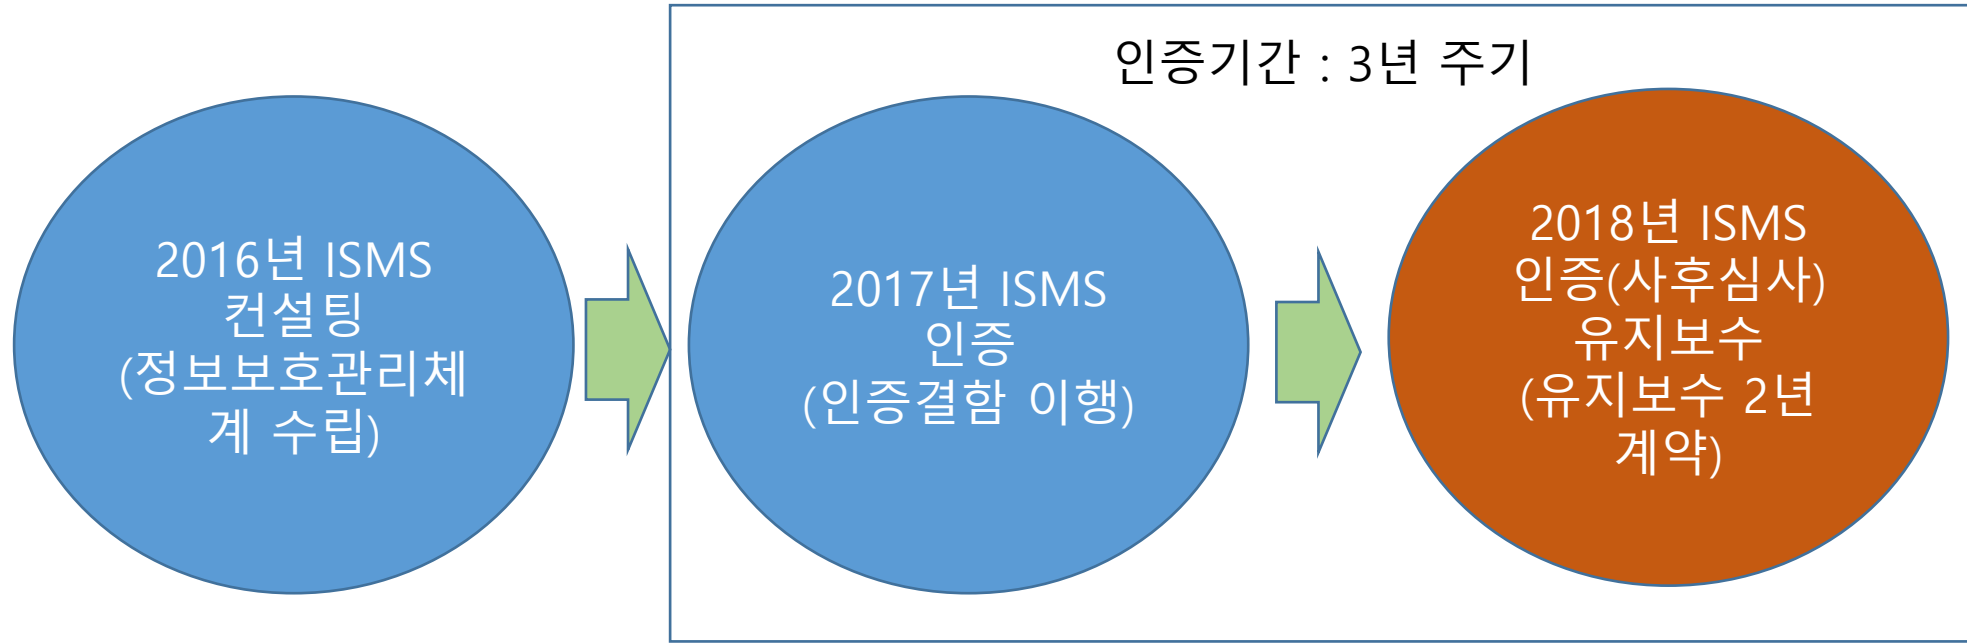 인증기간 : 3년 주기
2016년 ISMS
컨설팅
(정보보호관리체
계 수립)
2017년 ISMS
인증
(인증결함 이행)
2018년 ISMS
인증(사후심사)
유지보수
(유지보수 2년
계약)